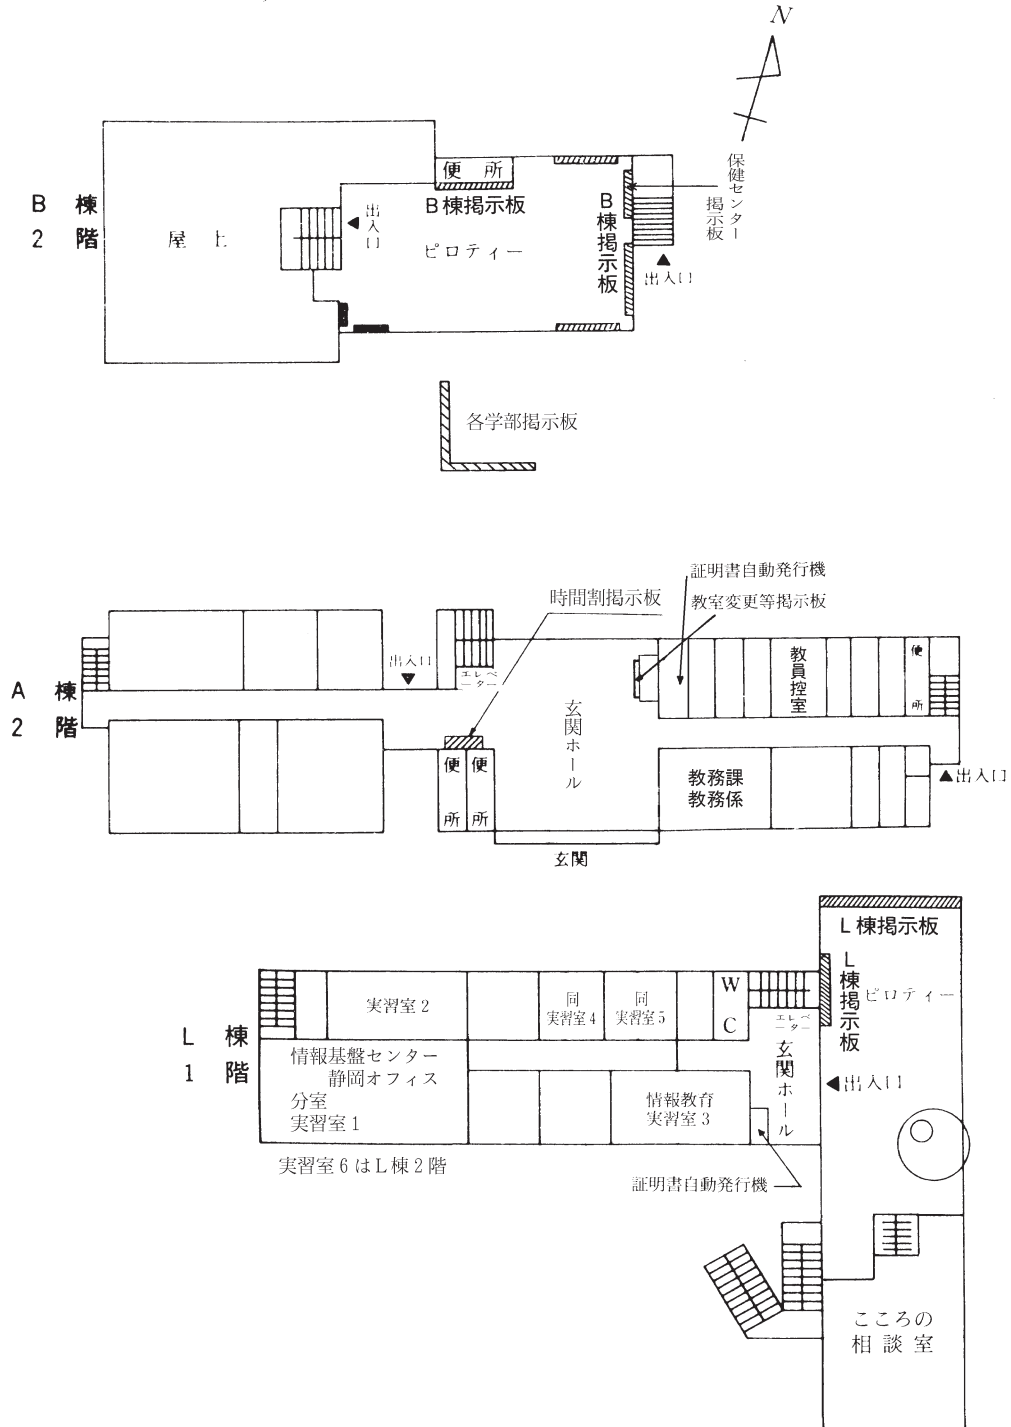 N
B 棟
2 階
屋 上
出入口
便 所
B棟掲示板
ピロティー
B棟掲示板
保健センター
掲示板
出入口
各学部掲示板
A 棟
2 階
時間割掲示板
証明書自動発行機
教室変更等掲示板
出入口
エレベ
ーター
玄関ホール
教員控室
便所
便所
便所
教務課
教務係
出入口
玄関
L 棟
1 階
L棟掲示板
L棟掲示板
ピロティー
実習室2
同
実習室4
同
実習室5
W
C
エレベ
ーター
玄関ホール
情報基盤センター
静岡オフィス
分室
実習室1
情報教育
実習室3
出入口
実習室6はL棟2階
証明書自動発行機
こころの
相談室